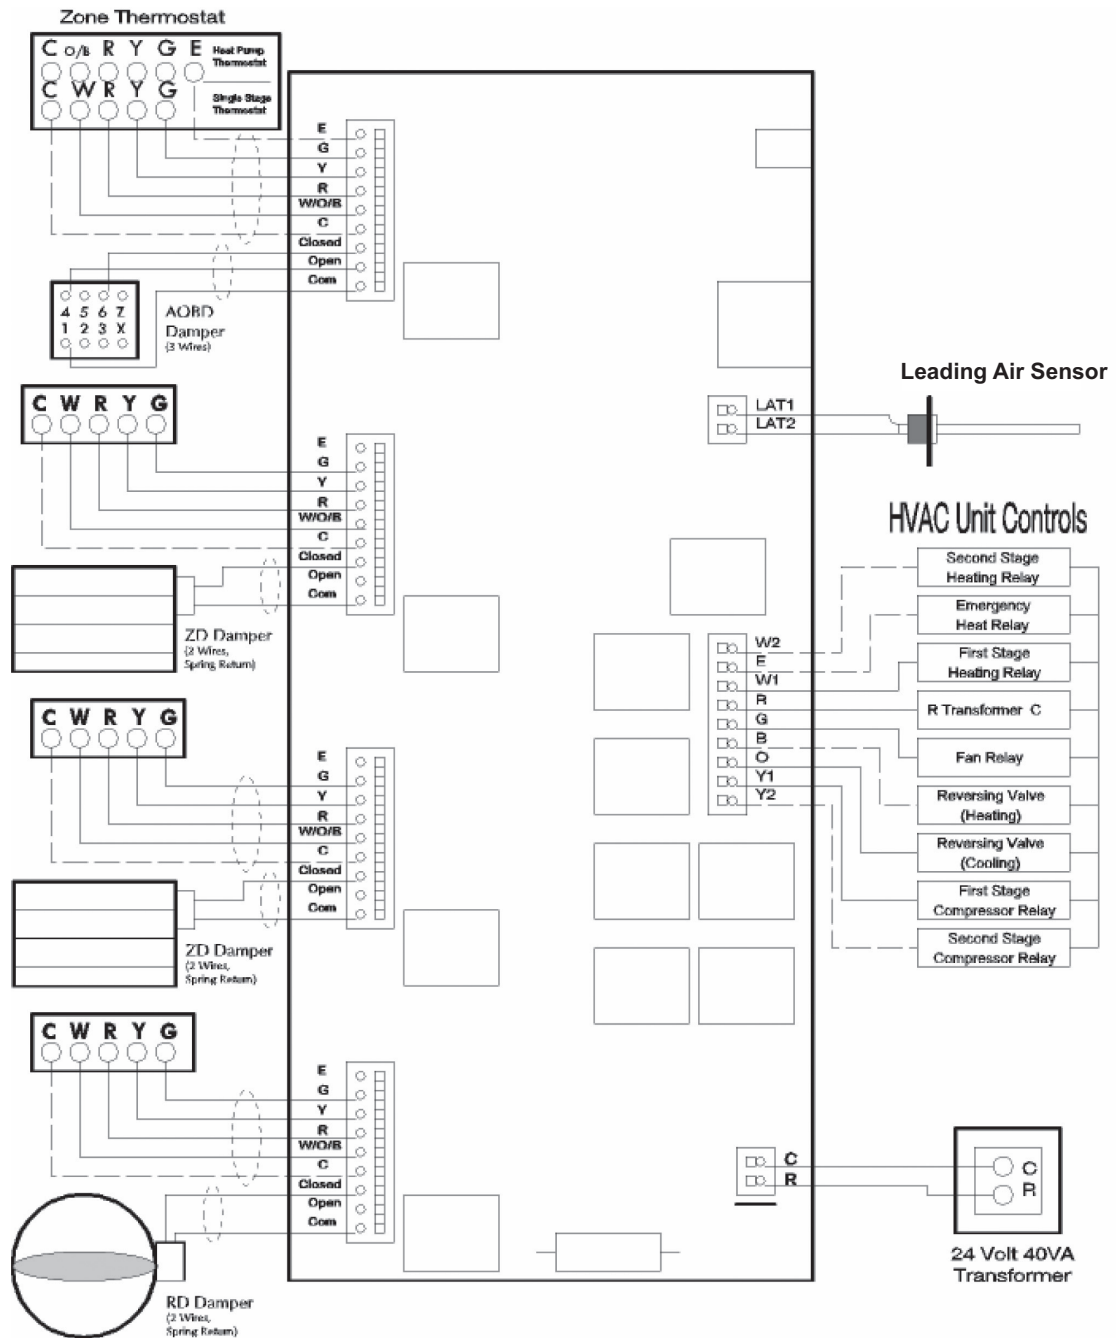 Zone Thermostat
C O/B R Y G E
Heat Pump
Thermostat
C W R Y G
Single Stage
Thermostat
E
G
Y
R
W/O/B
C
Closed
Open
Com
4 5 6 Z
1 2 3 X
AOBD
Damper
(3 Wires)
C W R Y G
E
G
Y
R
W/O/B
C
Closed
Open
Com
ZD Damper
(2 Wires,
Spring Return)
C W R Y G
E
G
Y
R
W/O/B
C
Closed
Open
Com
ZD Damper
(2 Wires,
Spring Return)
C W R Y G
E
G
Y
R
W/O/B
C
Closed
Open
Com
RD Damper
(2 Wires,
Spring Return)
Leading Air Sensor
LAT1
LAT2
HVAC Unit Controls
W2
E
W1
R
G
B
O
Y1
Y2
Second Stage
Heating Relay
Emergency
Heat Relay
First Stage
Heating Relay
R Transformer C
Fan Relay
Reversing Valve
(Heating)
Reversing Valve
(Cooling)
First Stage
Compressor Relay
Second Stage
Compressor Relay
C
R
C
R
24 Volt 40VA
Transformer